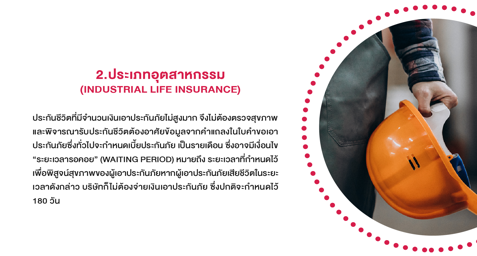 2.ประเภทอุตสาหกรรม
(INDUSTRIAL LIFE INSURANCE)
ประกันชีวิตที่มีจำนวนเงินเอาประกันภัยไม่สูงมาก จึงไม่ต้องตรวจสุขภาพ
และพิจารณารับประกันชีวิตต้องอาศัยข้อมูลจากคำแถลงในใบคำขอเอา
ประกันภัยซึ่งทั่วไปจะกำหนดเบี้ยประกันภัย เป็นรายเดือน ซึ่งอาจมีเงื่อนไข
“ระยะเวลารอคอย” (WAITING PERIOD) หมายถึง ระยะเวลาที่กำหนดไว้
เพื่อพิสูจน์สุขภาพของผู้เอาประกันภัยหากผู้เอาประกันภัยเสียชีวิตในระยะ
เวลาดังกล่าว บริษัทก็ไม่ต้องจ่ายเงินเอาประกันภัย ซึ่งปกติจะกำหนดไว้
180 วัน